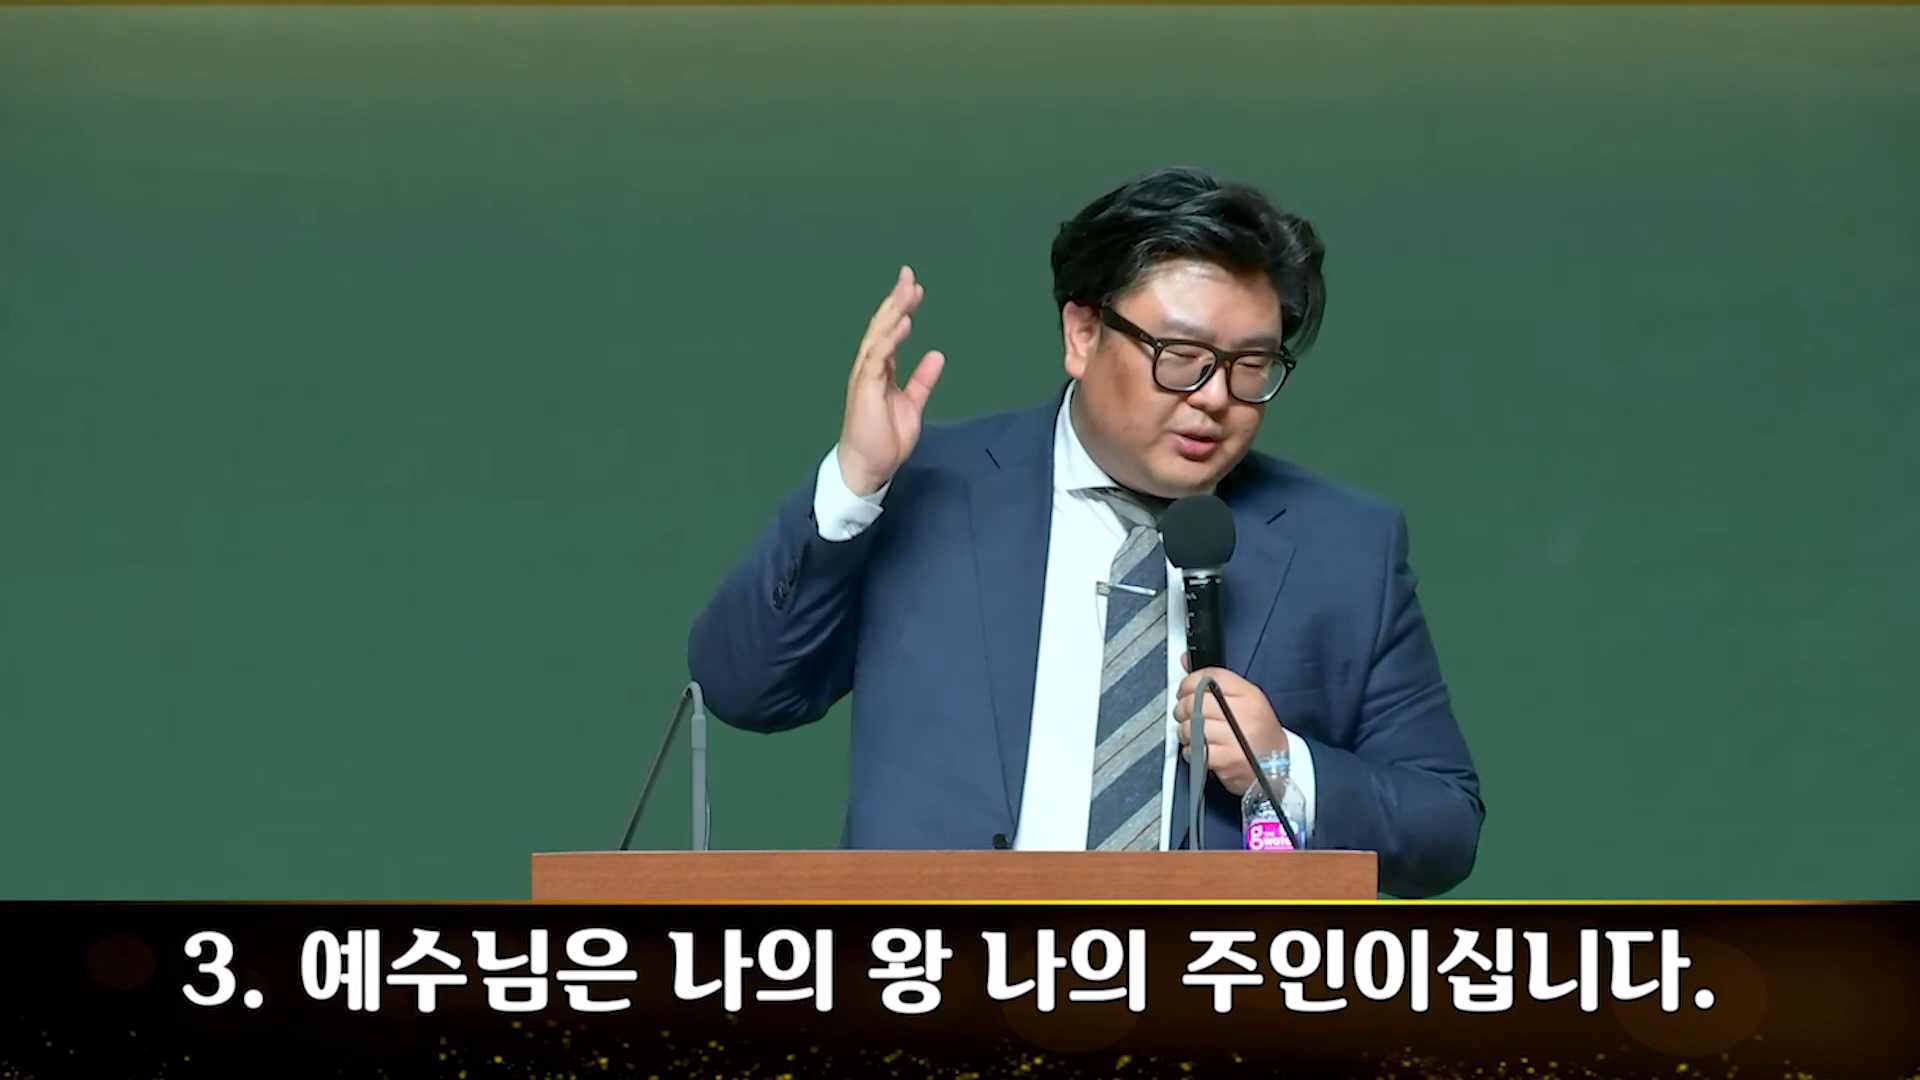 3. 예수님은 나의 왕 나의 주인이십니다.